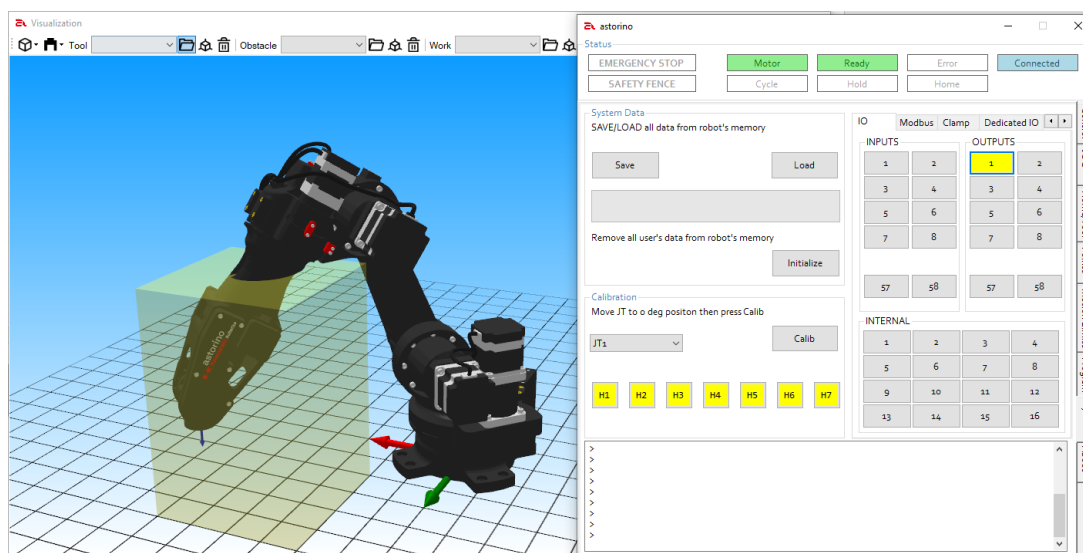 Visualization
Tool
Obstacle
Work
astorino
Status
EMERGENCY STOP
Motor
Ready
Error
Connected
SAFETY FENCE
Cycle
Hold
Home
System Data
SAVE/LOAD all data from robot's memory
Save
Load
Remove all user's data from robot's memory
Initialize
Calibration
Move JT to 0 deg positon then press Calib
JT1
Calib
H1 H2 H3 H4 H5 H6 H7
IO Modbus Clamp Dedicated IO
INPUTS OUTPUTS
1 2 1 2
3 4 3 4
5 6 5 6
7 8 7 8
57 58 57 58
INTERNAL
1 2 3 4
5 6 7 8
9 10 11 12
13 14 15 16
>
>
>
>
>
>
>
>
astorino